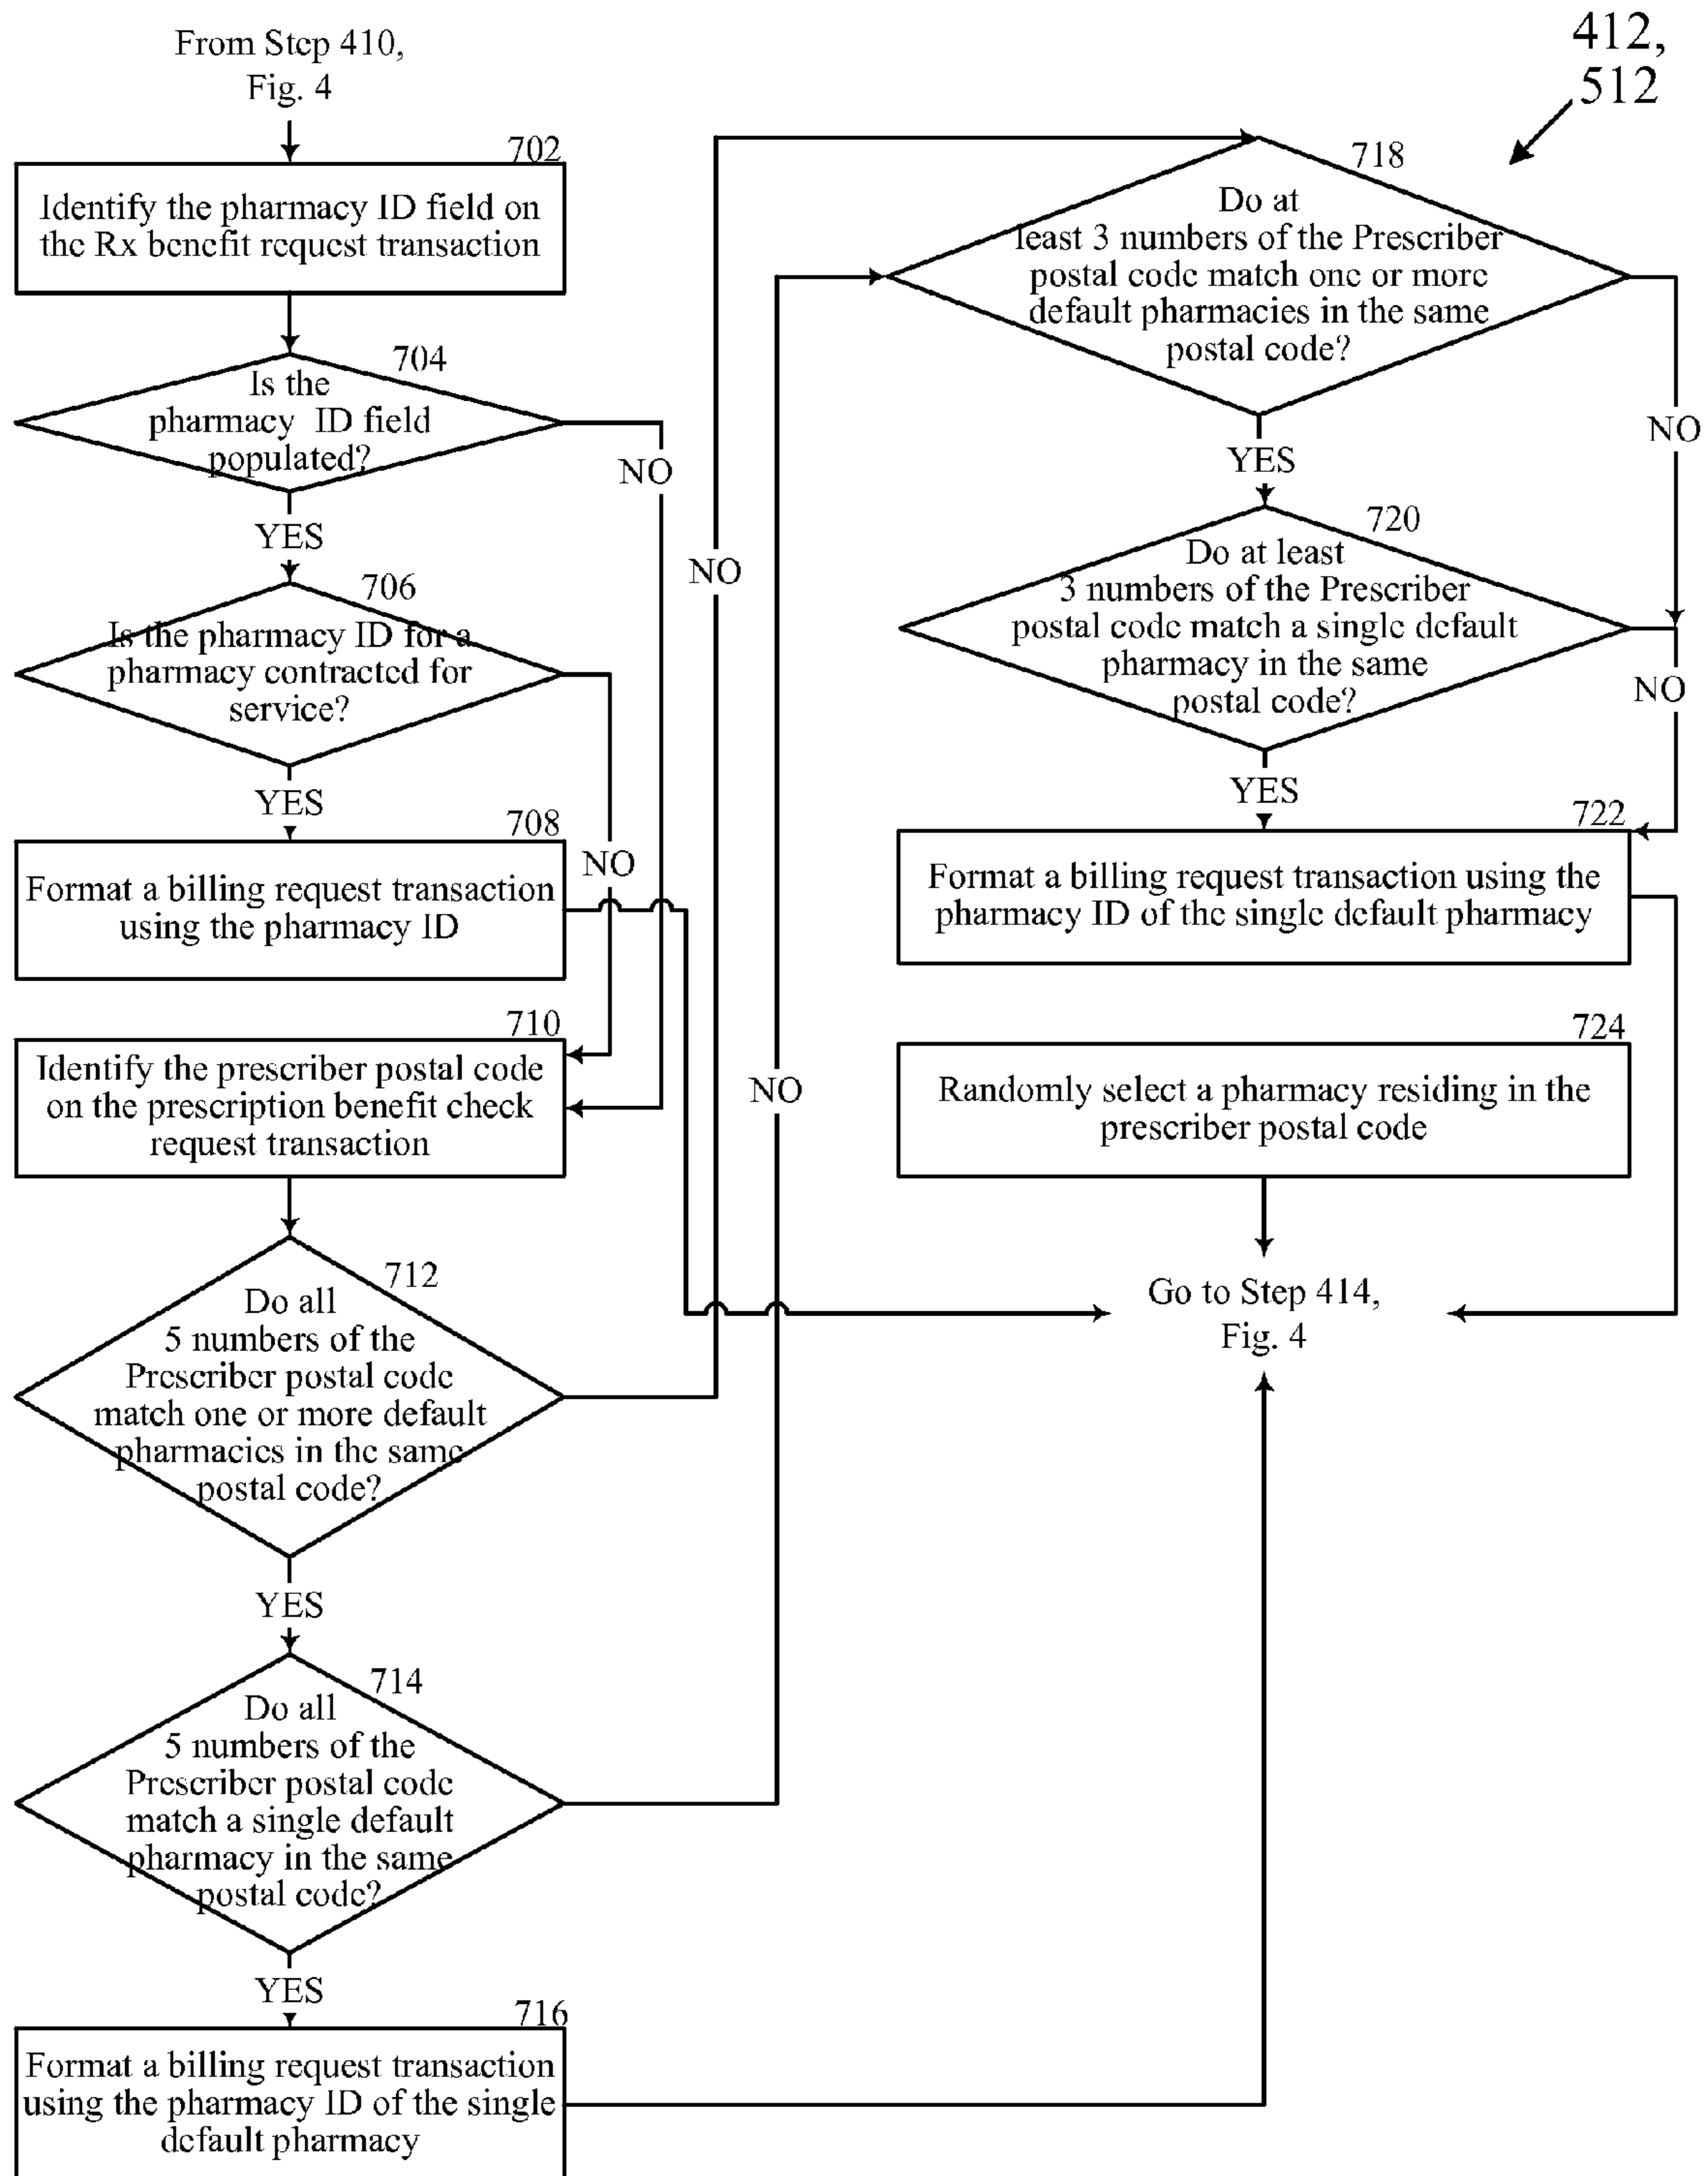 From Step 410,
Fig. 4
702
Identify the pharmacy ID field on
the Rx benefit request transaction
704
Is the
pharmacy ID field
populated?
NO
YES
706
Is the pharmacy ID for a
pharmacy contracted for
service?
YES
NO
708
Format a billing request transaction
using the pharmacy ID
710
Identify the prescriber postal code
on the prescription benefit check
request transaction
712
Do all
5 numbers of the
Prescriber postal code
match one or more default
pharmacies in the same
postal code?
NO
YES
714
Do all
5 numbers of the
Prescriber postal code
match a single default
pharmacy in the same
postal code?
NO
YES
716
Format a billing request transaction
using the pharmacy ID of the single
default pharmacy
412,
512
718
Do at
least 3 numbers of the Prescriber
postal code match one or more
default pharmacies in the same
postal code?
NO
YES
720
Do at least
3 numbers of the Prescriber
postal code match a single default
pharmacy in the same
postal code?
NO
YES
722
Format a billing request transaction using the
pharmacy ID of the single default pharmacy
724
Randomly select a pharmacy residing in the
prescriber postal code
Go to Step 414,
Fig. 4